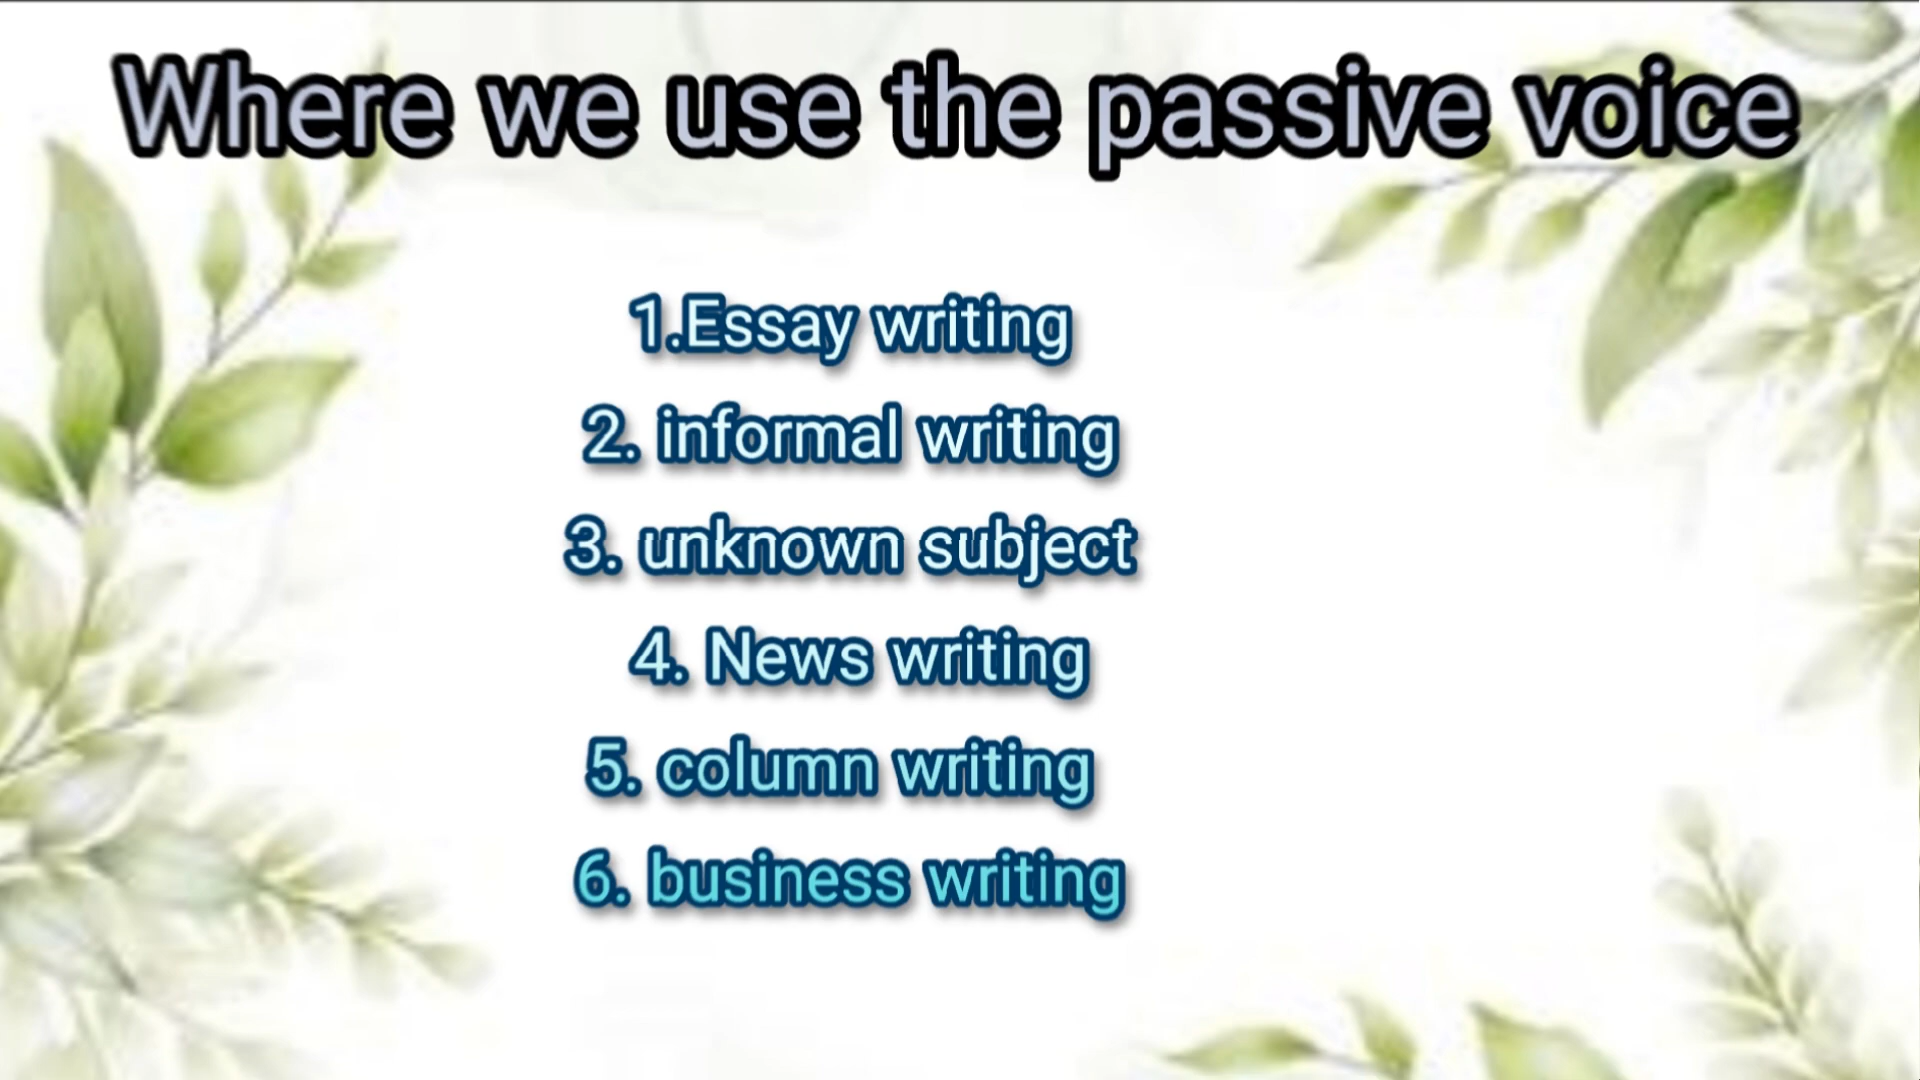 Where we use the passive voice
1.Essay writing
2. informal writing
3. unknown subject
4. News writing
5. column writing
6. business writing